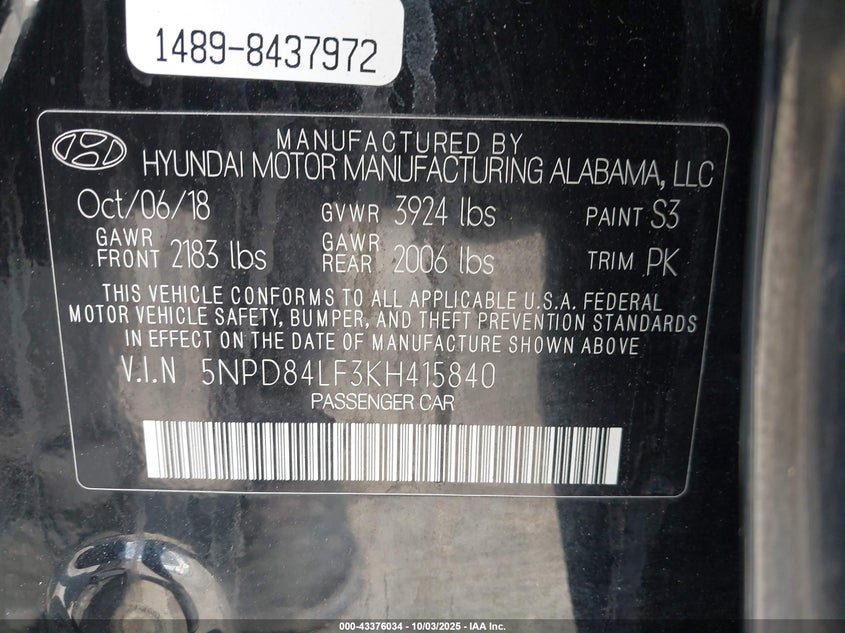 1489-8437972
MANUFACTURED BY
HYUNDAI MOTOR MANUFACTURING ALABAMA, LLC
Oct/06/18 GVWR 3924 lbs PAINT S3
GAWR FRONT 2183 lbs GAWR REAR 2006 lbs TRIM PK
THIS VEHICLE CONFORMS TO ALL APPLICABLE U.S.A. FEDERAL
MOTOR VEHICLE SAFETY, BUMPER, AND THEFT PREVENTION STANDARDS
IN EFFECT ON THE DATE OF MANUFACTURE SHOWN ABOVE
V.I.N 5NPD84LF3KH415840
PASSENGER CAR
000-43376034 - 10/03/2025 - IAA Inc.